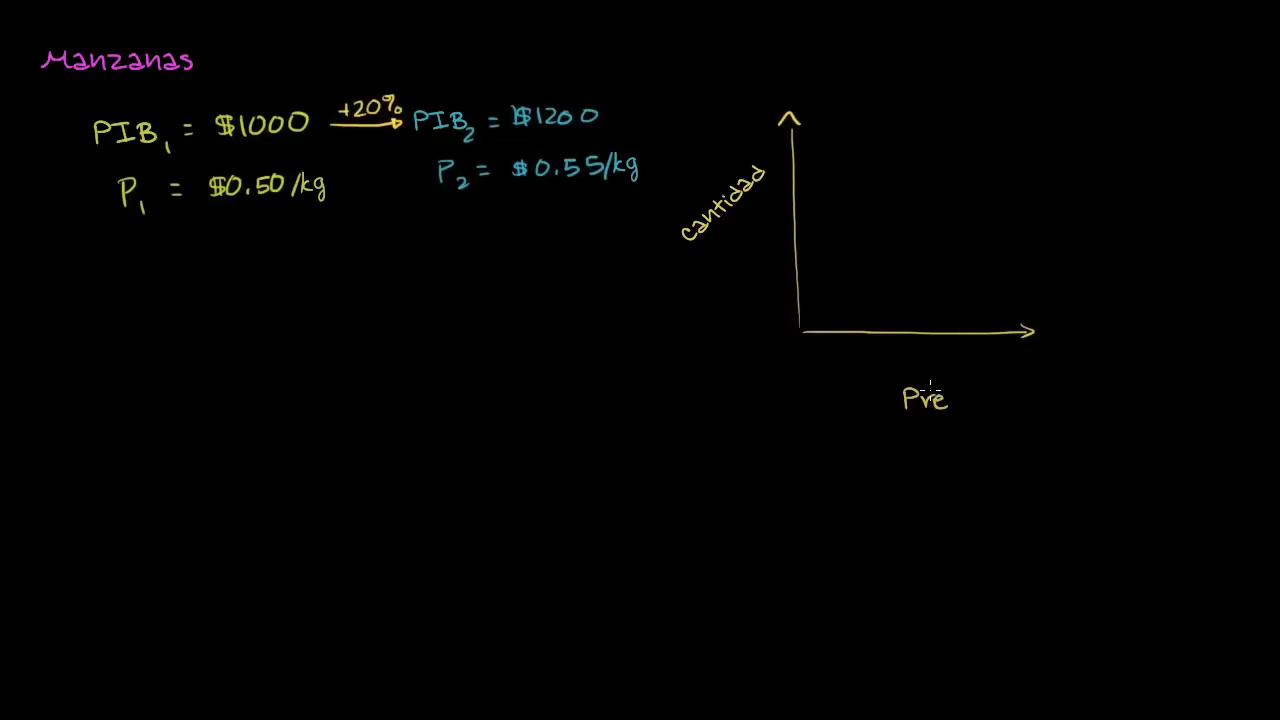 Manzanas
PIB₁ = $1000 +20% PIB₂ = $1200
P₁ = $0.50/kg P₂ = $0.55/kg
cantidad
Pre